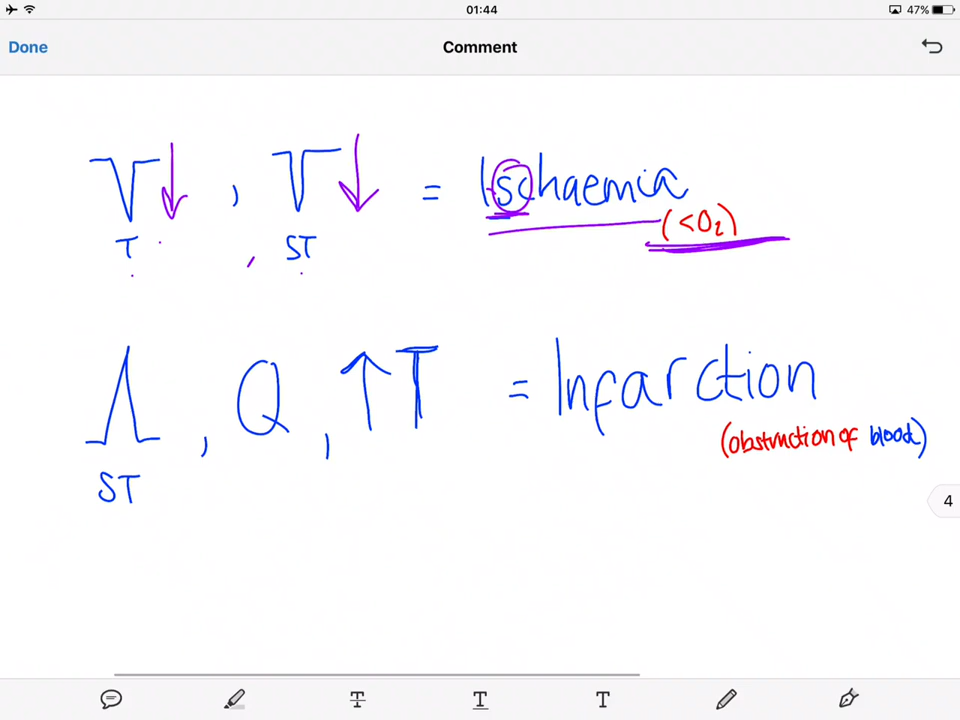 01:44
47%
Done
Comment
↓ , ↓ = Ischaemia
T , ST
(<O₂)
, Q , ↑T = Infarction
(obstruction of blood)
ST
4
T T T